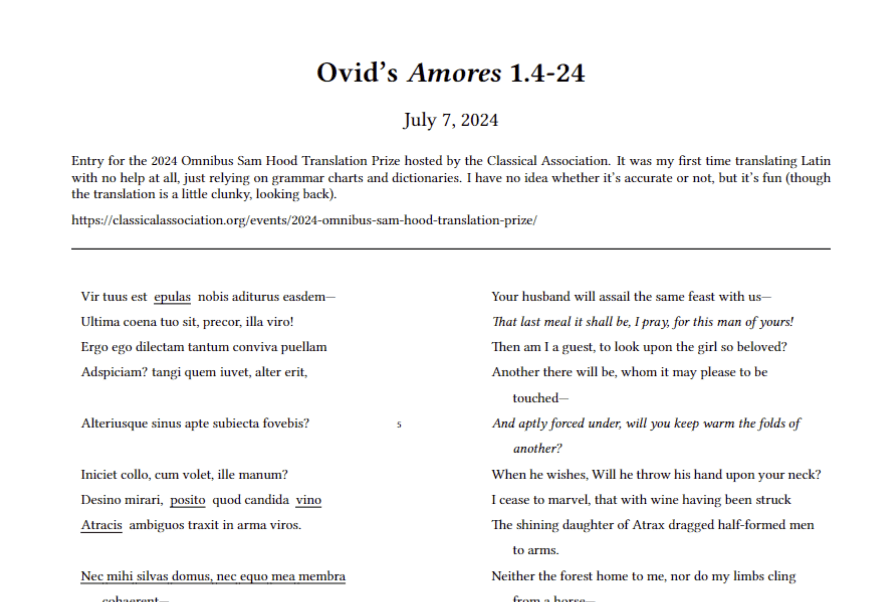 Ovid's Amores 1.4-24
July 7, 2024
Entry for the 2024 Omnibus Sam Hood Translation Prize hosted by the Classical Association. It was my first time translating Latin
with no help at all, just relying on grammar charts and dictionaries. I have no idea whether it's accurate or not, but it's fun (though
the translation is a little clunky, looking back).
https://classicalassociation.org/events/2024-omnibus-sam-hood-translation-prize/
Vir tuus est epulas nobis aditurus easdem—
Ultima coena tuo sit, precor, illa viro!
Ergo ego dilectam tantum conviva puellam
Adspiciam? tangi quem iuvet, alter erit,
Alteriusque sinus apte subiecta fovebis?
5
Iniciet collo, cum volet, ille manum?
Desino mirari, posito quod candida vino
Atracis ambiguos traxit in arma viros.
Nec mihi silvas domus, nec equo mea membra
cohaerent—
Your husband will assail the same feast with us—
That last meal it shall be, I pray, for this man of yours!
Then am I a guest, to look upon the girl so beloved?
Another there will be, whom it may please to be
touched—
And aptly forced under, will you keep warm the folds of
another?
When he wishes, Will he throw his hand upon your neck?
I cease to marvel, that with wine having been struck
The shining daughter of Atrax dragged half-formed men
to arms.
Neither the forest home to me, nor do my limbs cling
from a horse—